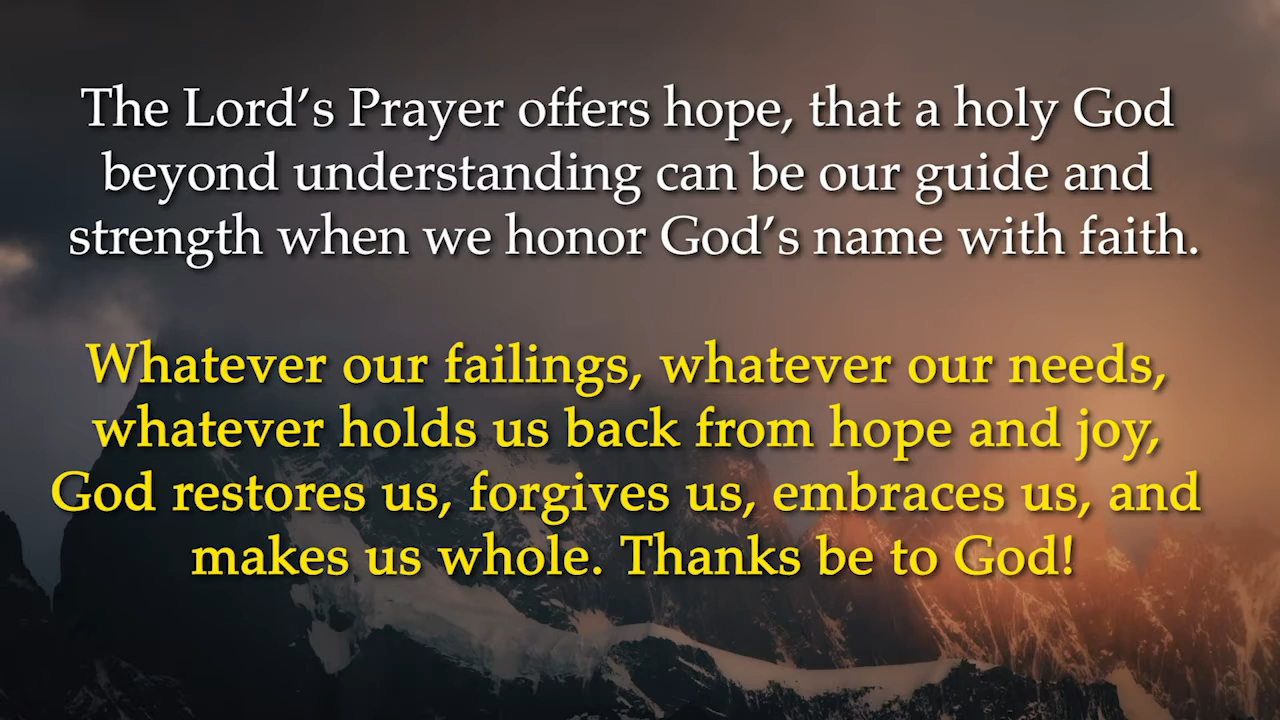 The Lord’s Prayer offers hope, that a holy God
beyond understanding can be our guide and
strength when we honor God’s name with faith.
Whatever our failings, whatever our needs,
whatever holds us back from hope and joy,
God restores us, forgives us, embraces us, and
makes us whole. Thanks be to God!